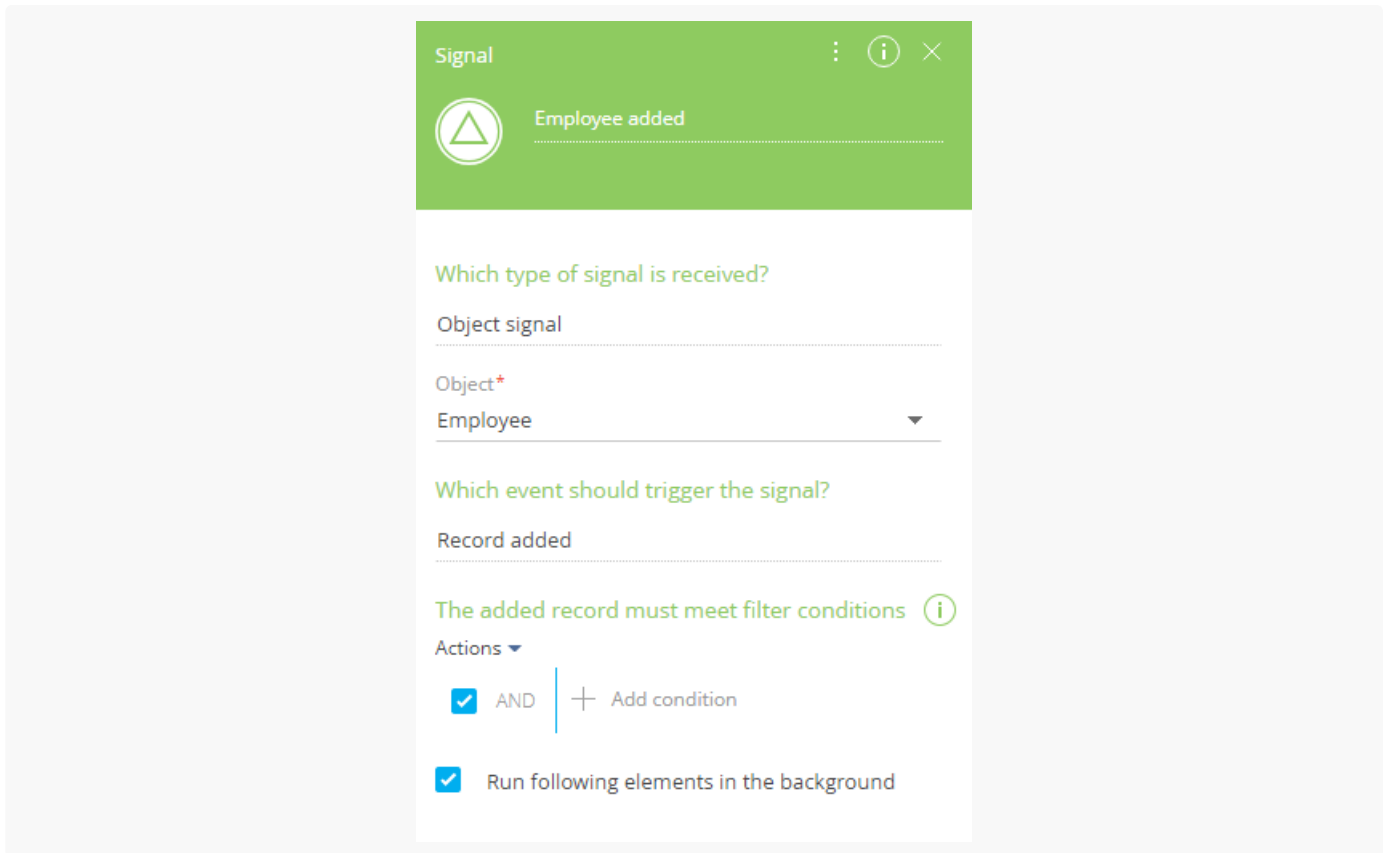 Signal
Employee added
Which type of signal is received?
Object signal
Object*
Employee
Which event should trigger the signal?
Record added
The added record must meet filter conditions
Actions
AND
Add condition
Run following elements in the background